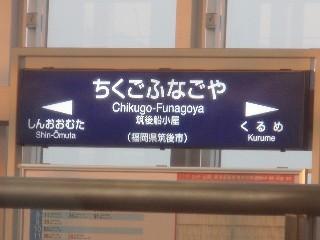 ちくごふなごや
Chikugo-Funagoya
筑後船小屋
(福岡県筑後市)
しんおおむた
Shin-Ōmuta
くるめ
Kurume